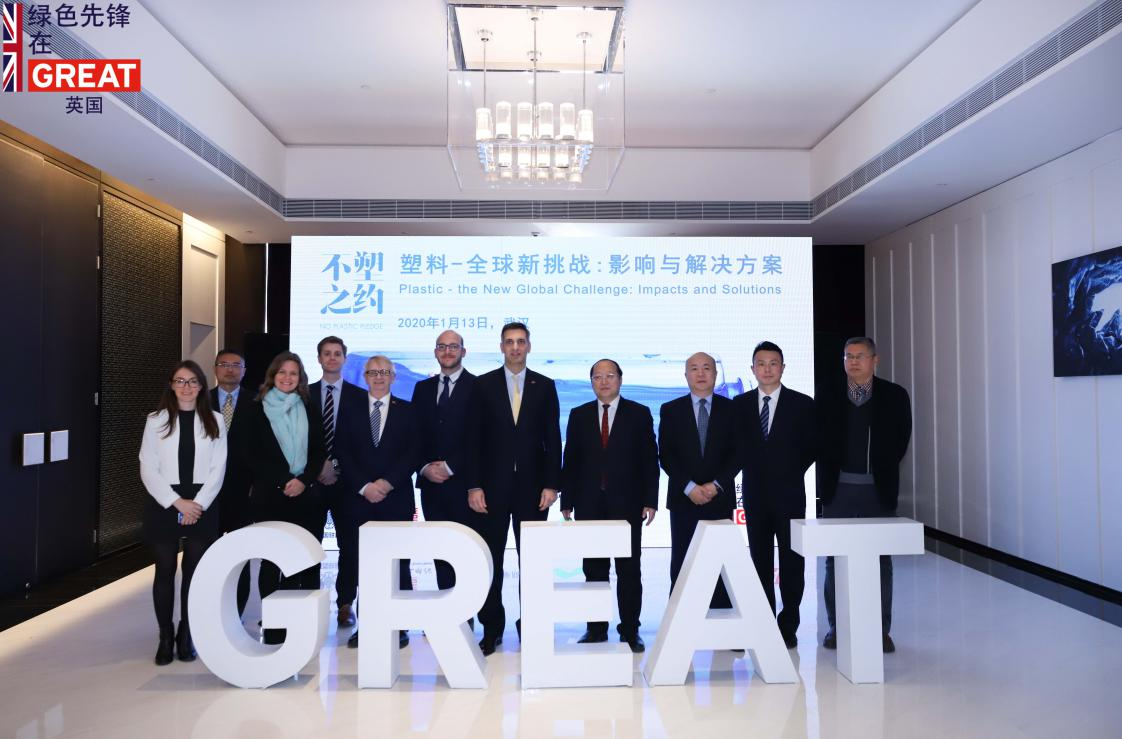 绿色先锋
在
GREAT
英国
不塑
之约
NO PLASTIC PLEDGE
塑料-全球新挑战:影响与解决方案
Plastic - the New Global Challenge: Impacts and Solutions
2020年1月13日，武汉
GREAT